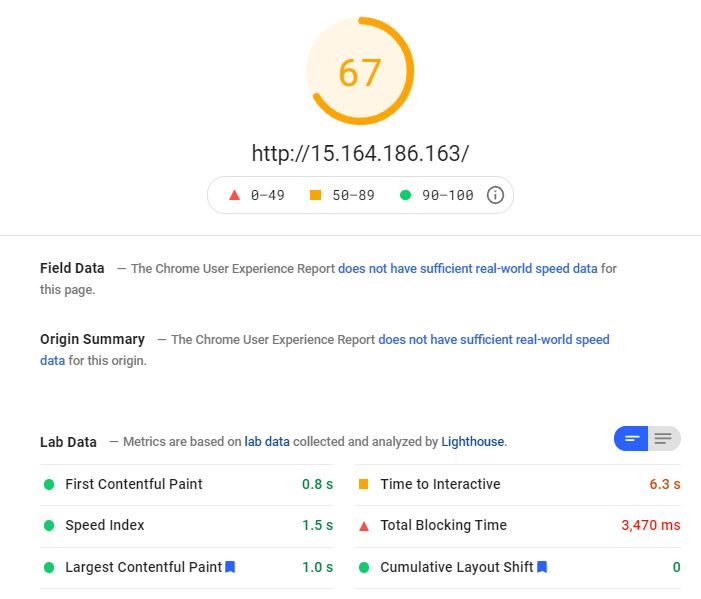 67
http://15.164.186.163/
0–49 50–89 90–100
Field Data — The Chrome User Experience Report does not have sufficient real-world speed data for
this page.
Origin Summary — The Chrome User Experience Report does not have sufficient real-world speed
data for this origin.
Lab Data — Metrics are based on lab data collected and analyzed by Lighthouse.
First Contentful Paint 0.8 s
Time to Interactive 6.3 s
Speed Index 1.5 s
Total Blocking Time 3,470 ms
Largest Contentful Paint 1.0 s
Cumulative Layout Shift 0